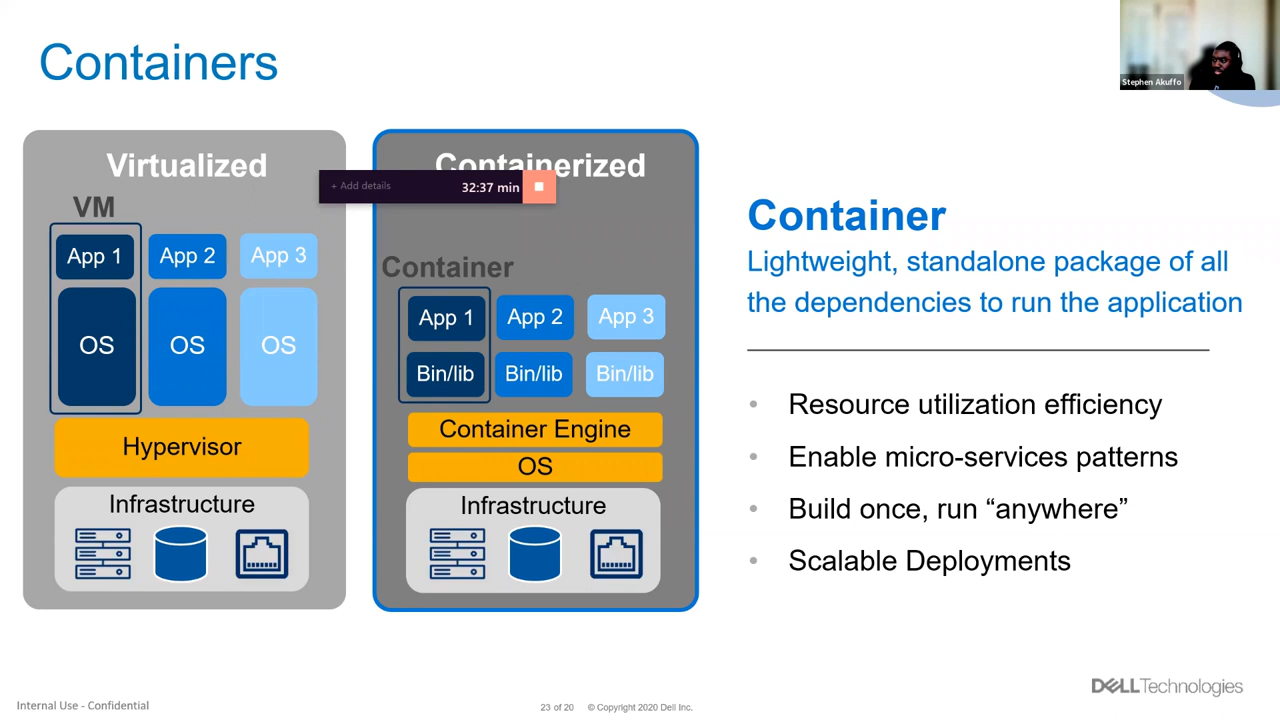 Containers
Stephen Akuffo
Virtualized
VM
App 1
App 2
App 3
OS
OS
OS
Hypervisor
Infrastructure
Containerized
+ Add details
32:37 min
Container
App 1
App 2
App 3
Bin/lib
Bin/lib
Bin/lib
Container Engine
OS
Infrastructure
Container
Lightweight, standalone package of all
the dependencies to run the application
• Resource utilization efficiency
• Enable micro-services patterns
• Build once, run “anywhere”
• Scalable Deployments
Internal Use - Confidential
23 of 20
© Copyright 2020 Dell Inc.
DELLTechnologies